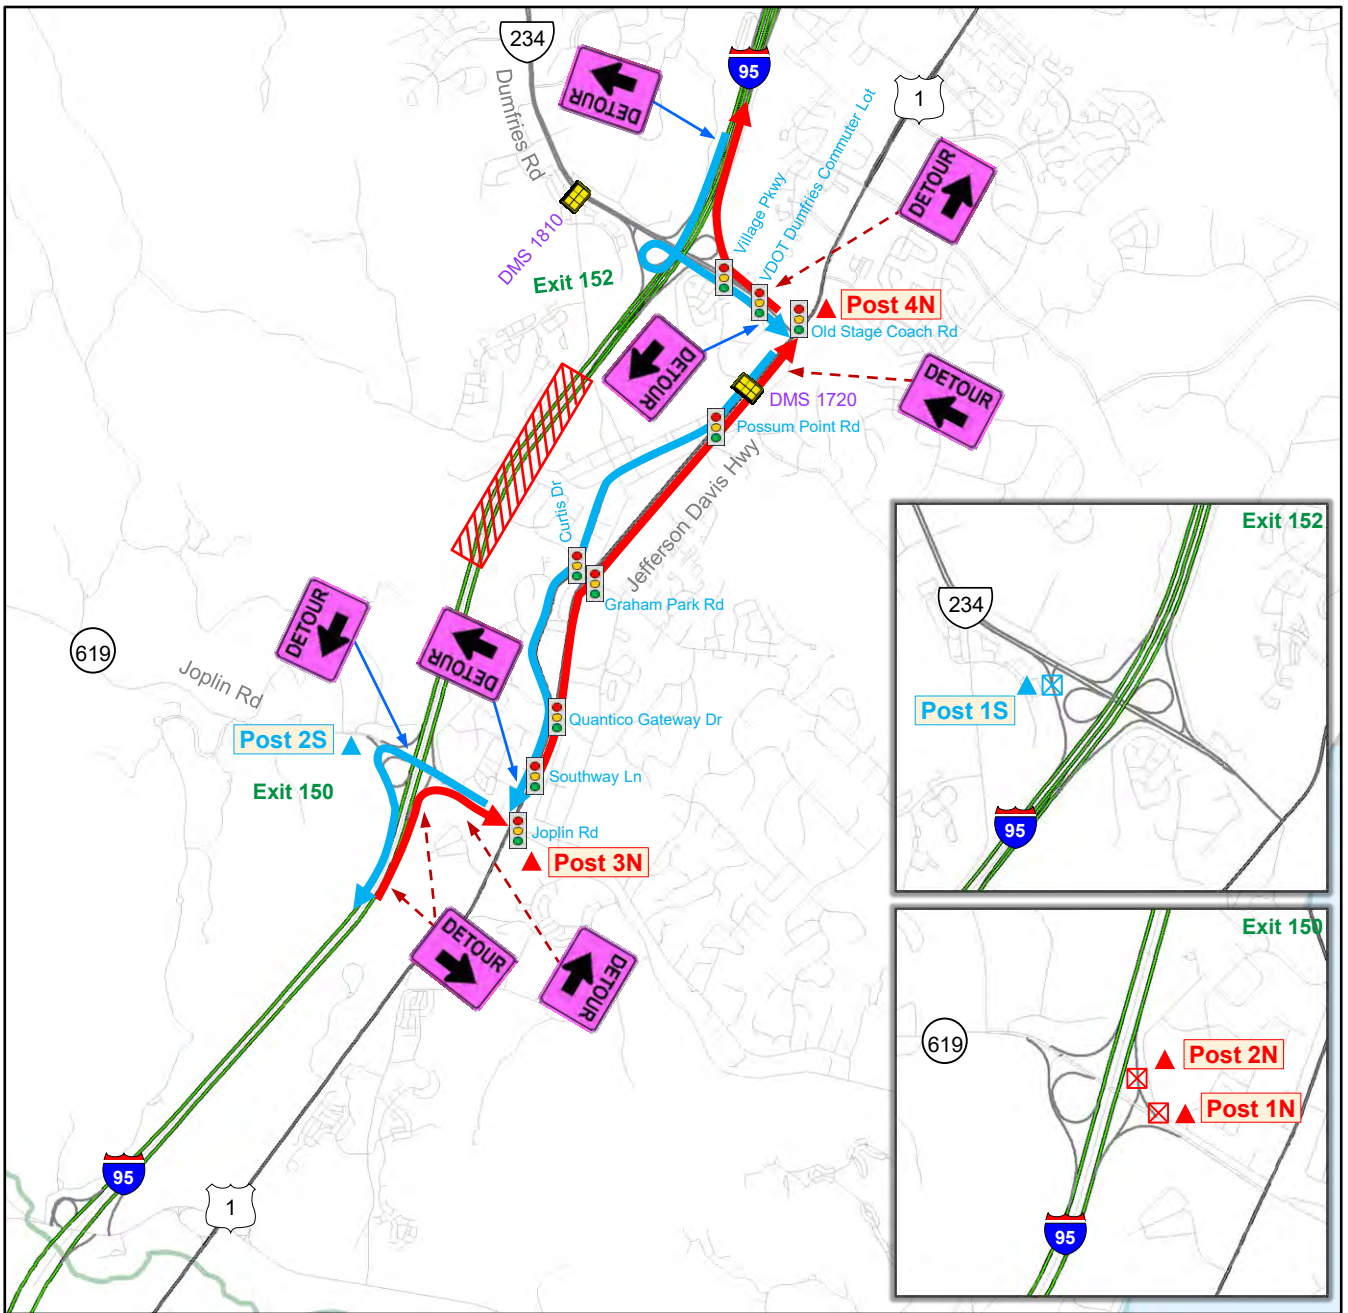 234
95
1
DETOUR
Dumfries Rd
Village Pkwy
VDOT Dumfries Commuter Lot
DETOUR
DMS 1810
Exit 152
Post 4N
Old Stage Coach Rd
DETOUR
DETOUR
DMS 1720
Possum Point Rd
Jefferson Davis Hwy
Curtis Dr
Graham Park Rd
DETOUR
DETOUR
619
Joplin Rd
Quantico Gateway Dr
Post 2S
Southway Ln
Exit 150
Joplin Rd
Post 3N
DETOUR
DETOUR
95
1
Exit 152
234
Post 1S
95
Exit 150
619
Post 2N
Post 1N
95